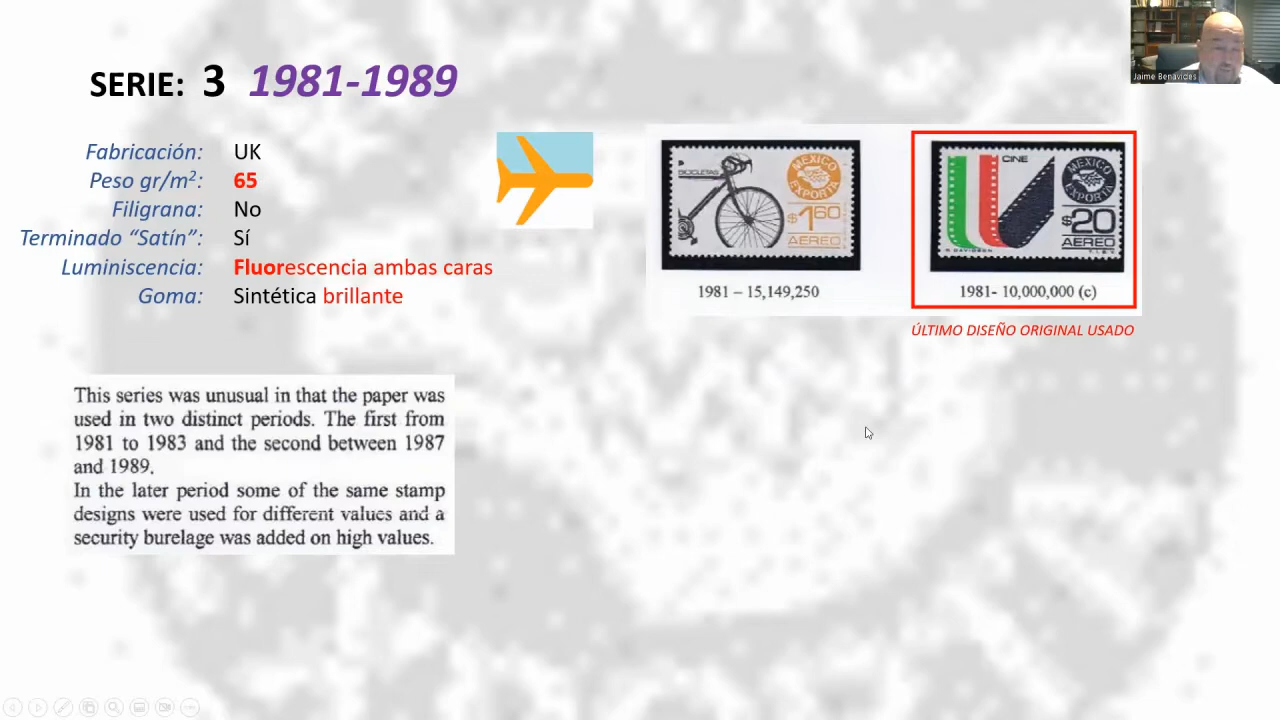 Jaime Benavides
SERIE: 3 1981-1989
Fabricación: UK
Peso gr/m²: 65
Filigrana: No
Terminado “Satín”: Sí
Luminiscencia: Fluorescencia ambas caras
Goma: Sintética brillante
BICICLETAS
MEXICO
EXPORTA
$160
AEREO
1981 – 15,149,250
CINE
MEXICO
EXPORTA
$20
AEREO
R DAVIDSON
1981- 10,000,000 (c)
ÚLTIMO DISEÑO ORIGINAL USADO
This series was unusual in that the paper was
used in two distinct periods. The first from
1981 to 1983 and the second between 1987
and 1989.
In the later period some of the same stamp
designs were used for different values and a
security burelage was added on high values.